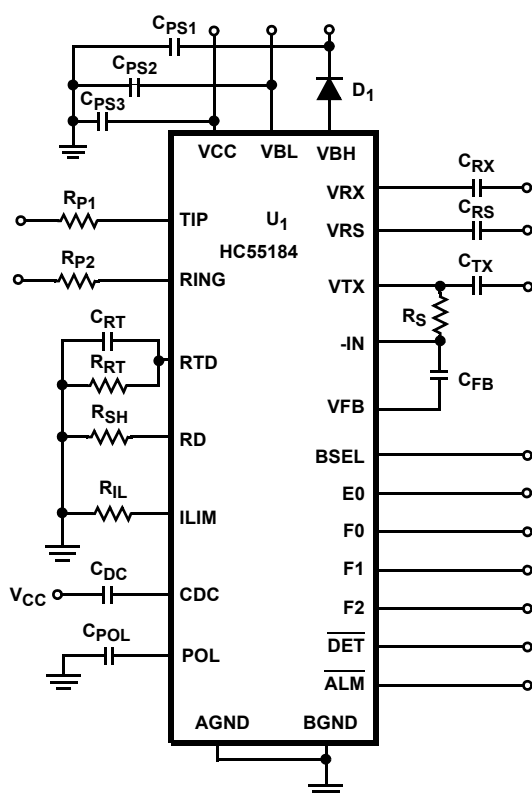 CPS1
CPS2
D1
CPS3
VCC VBL VBH
CRX
VRX
RP1
CRS
TIP
U1
VRS
HC55184
RP2
CTX
RING
VTX
CRT
RS
-IN
RTD
RRT
CFB
RSH
VFB
RD
BSEL
RIL
E0
ILIM
F0
CDC
F1
VCC
CDC
F2
CPOL
DET
POL
ALM
AGND BGND